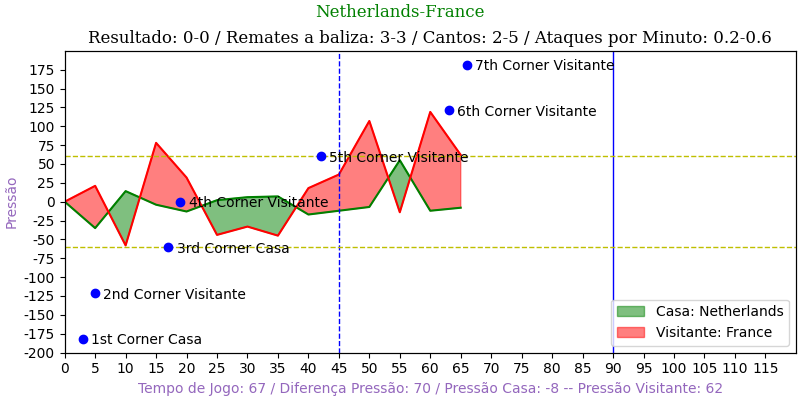 Netherlands-France
Resultado: 0-0 / Remates a baliza: 3-3 / Cantos: 2-5 / Ataques por Minuto: 0.2-0.6
Pressão
175
150
125
100
75
50
25
0
-25
-50
-75
-100
-125
-150
-175
-200
7th Corner Visitante
6th Corner Visitante
5th Corner Visitante
4th Corner Visitante
3rd Corner Casa
2nd Corner Visitante
1st Corner Casa
Casa: Netherlands
Visitante: France
0 5 10 15 20 25 30 35 40 45 50 55 60 65 70 75 80 85 90 95 100 105 110 115
Tempo de Jogo: 67 / Diferença Pressão: 70 / Pressão Casa: -8 -- Pressão Visitante: 62